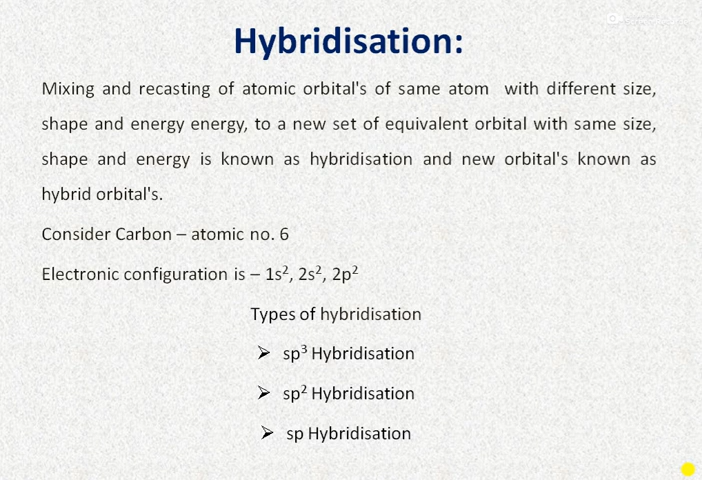 Hybridisation:
Mixing and recasting of atomic orbital's of same atom with different size,
shape and energy energy, to a new set of equivalent orbital with same size,
shape and energy is known as hybridisation and new orbital's known as
hybrid orbital's.
Consider Carbon – atomic no. 6
Electronic configuration is – 1s², 2s², 2p²
Types of hybridisation
➢ sp³ Hybridisation
➢ sp² Hybridisation
➢ sp Hybridisation